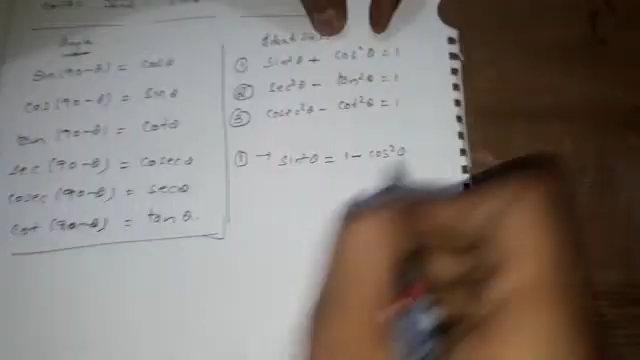 sin (90-θ) = cosθ
cos (90-θ) = sinθ
tan (90-θ) = cotθ
sec (90-θ) = cosecθ
cosec (90-θ) = secθ
cot (90-θ) = tanθ.
① sin²θ + cos²θ = 1
② sec²θ - tan²θ = 1
③ cosec²θ - cot²θ = 1
① → sin²θ = 1 - cos²θ